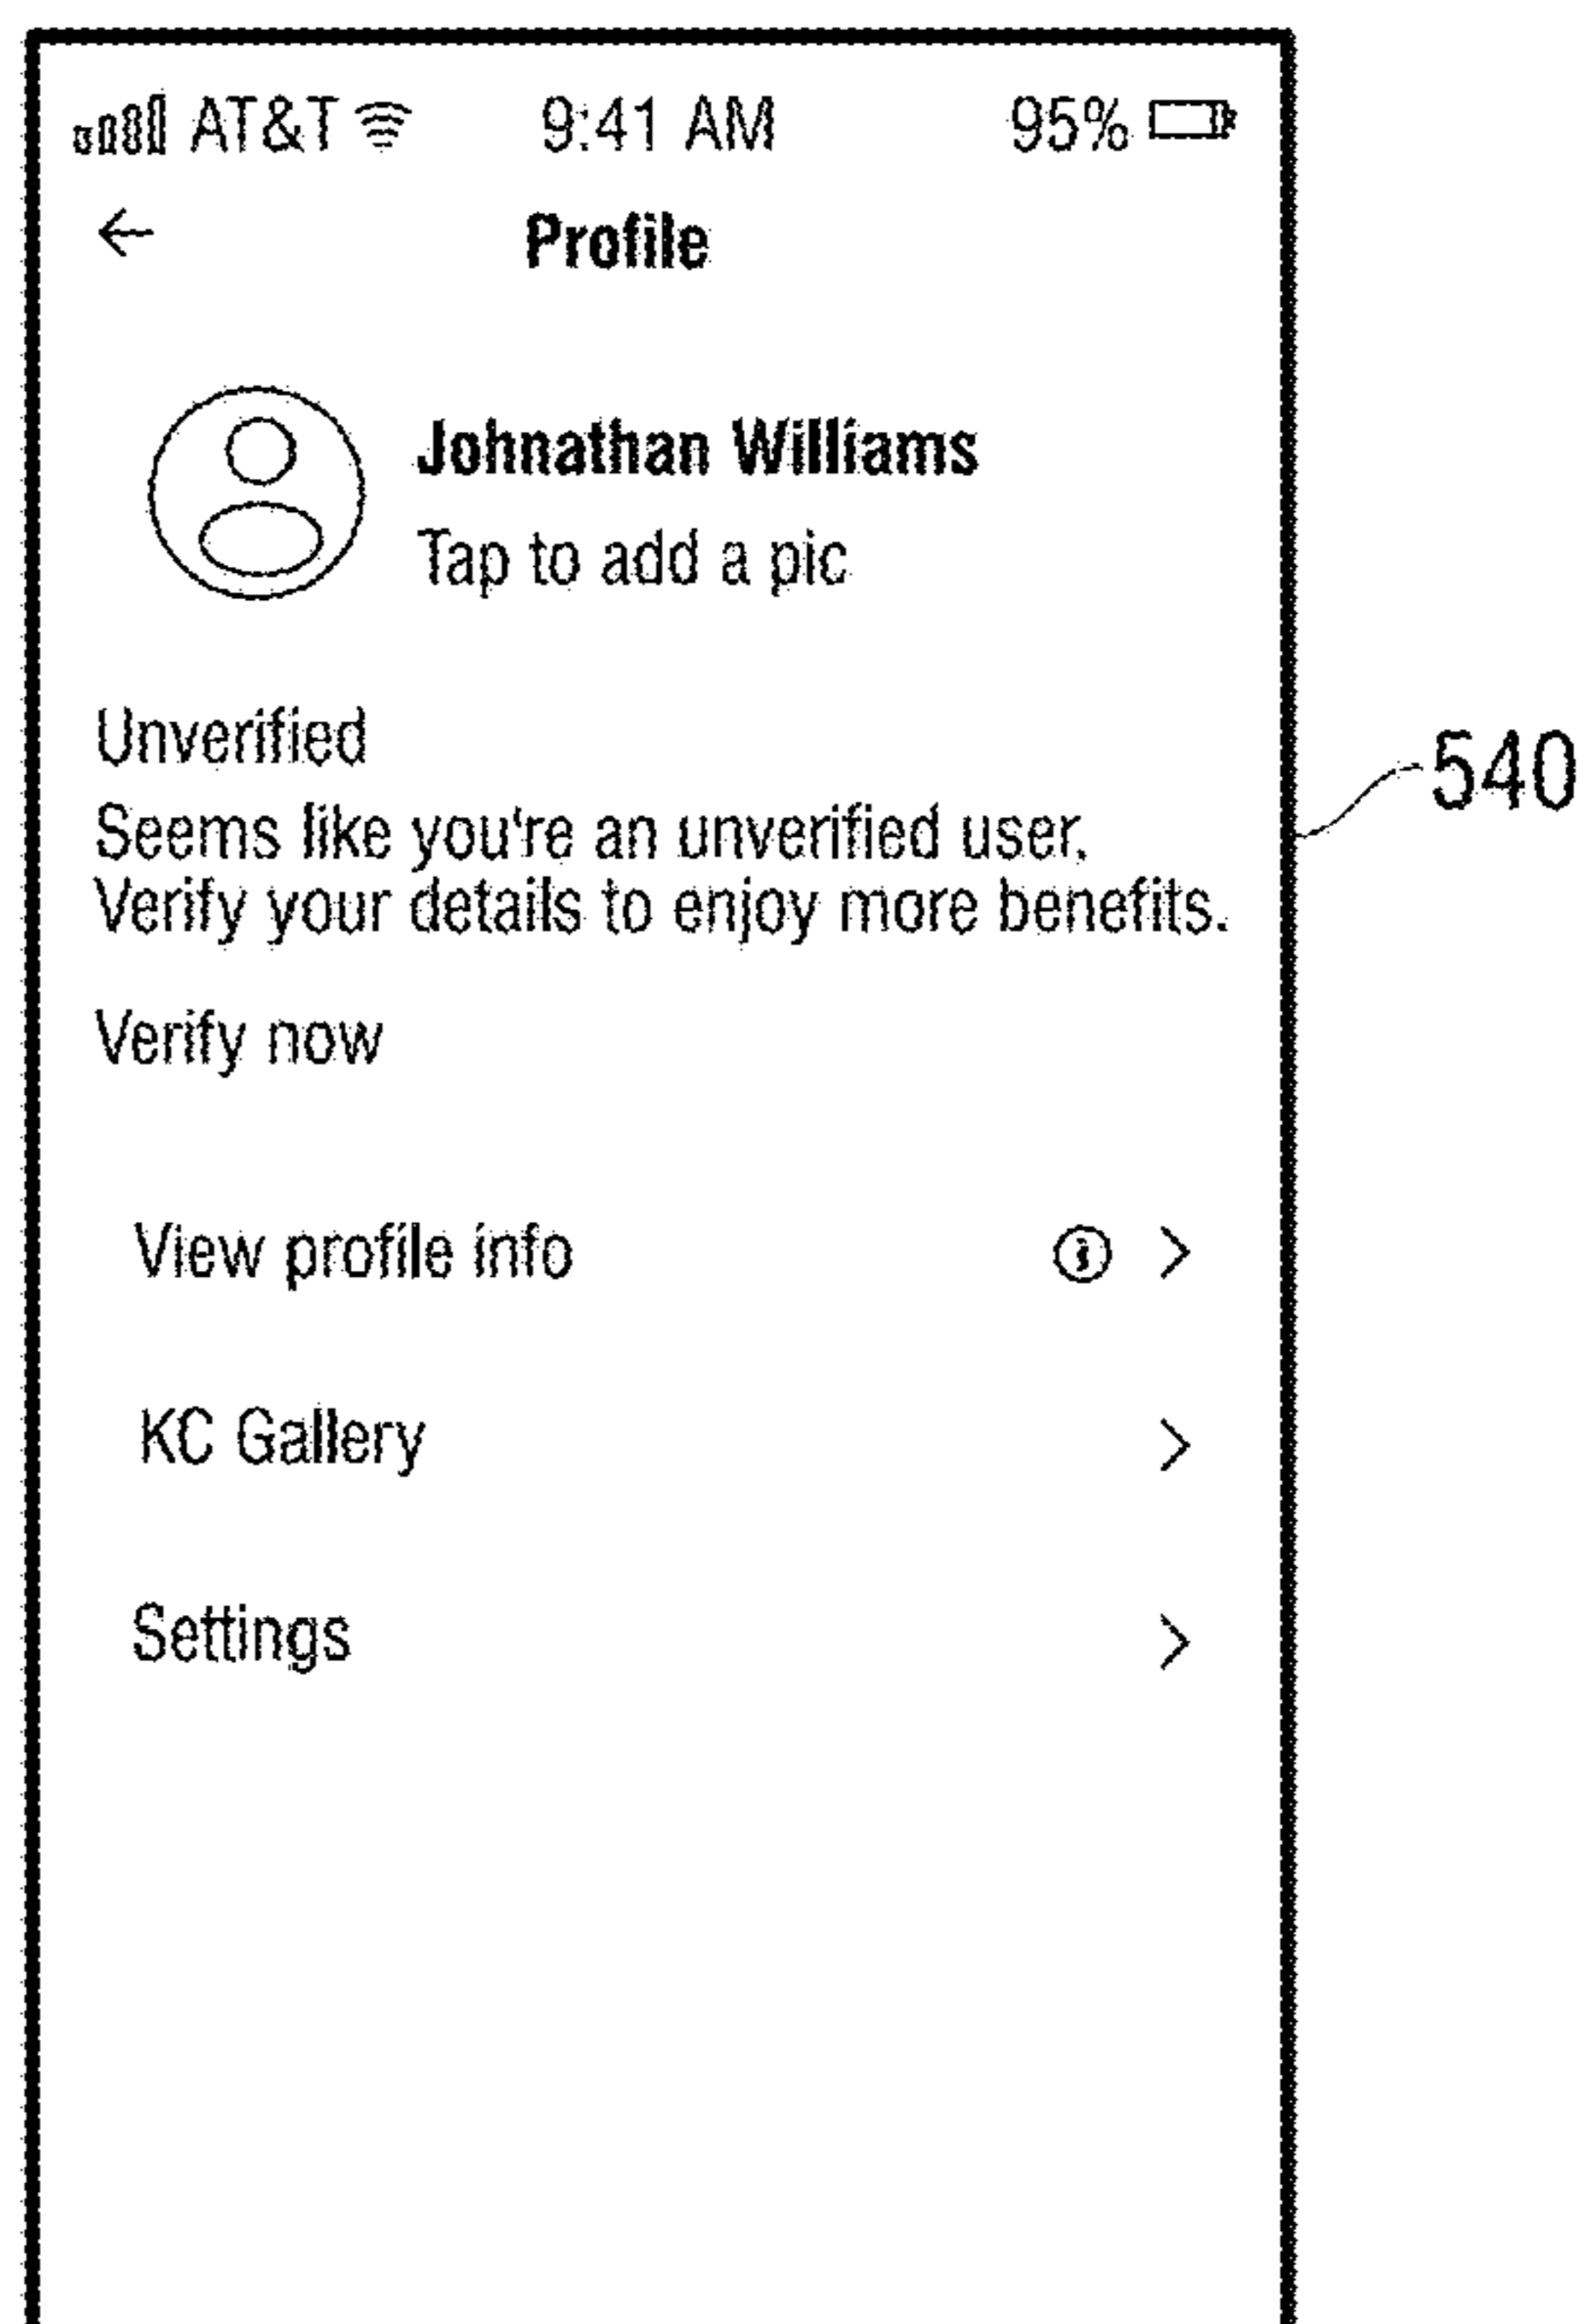 AT&T 9:41 AM 95%
Profile
Johnathan Williams
Tap to add a pic
Unverified
Seems like you're an unverified user.
Verify your details to enjoy more benefits.
540
Verify now
View profile info
KC Gallery
Settings